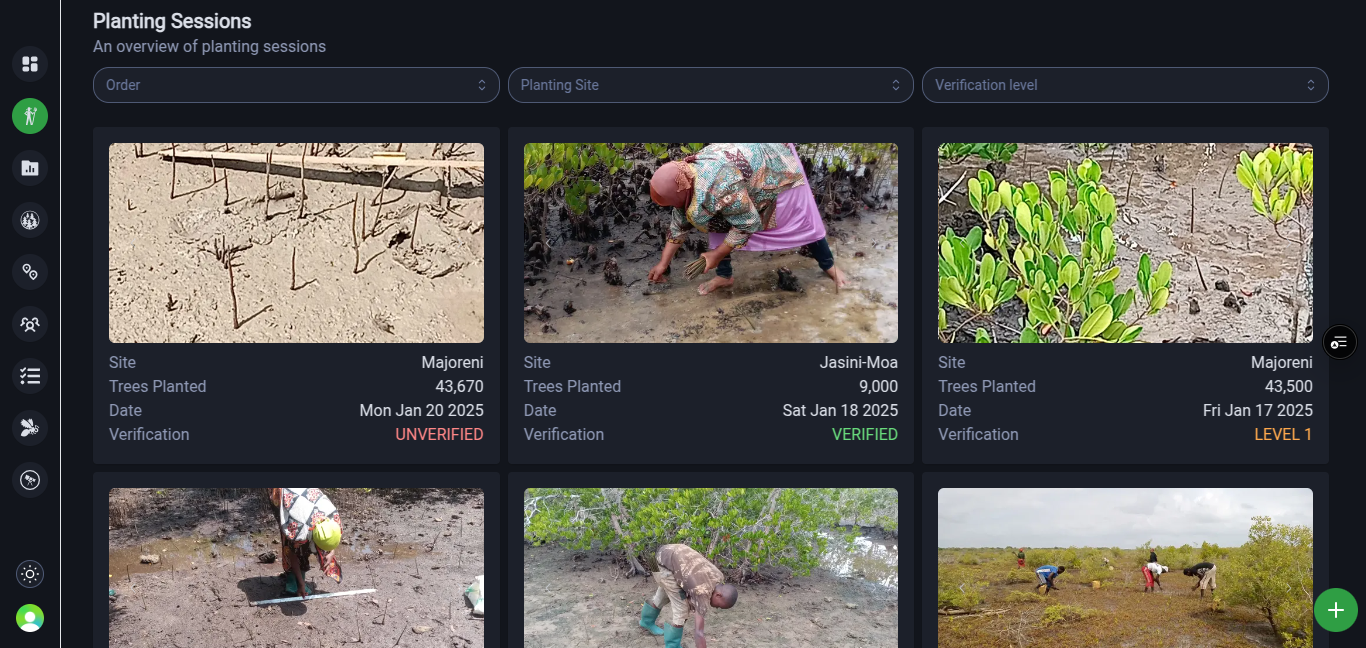 Planting Sessions
An overview of planting sessions
Order Planting Site Verification level
Site Majoreni
Trees Planted 43,670
Date Mon Jan 20 2025
Verification UNVERIFIED
Site Jasini-Moa
Trees Planted 9,000
Date Sat Jan 18 2025
Verification VERIFIED
Site Majoreni
Trees Planted 43,500
Date Fri Jan 17 2025
Verification LEVEL 1